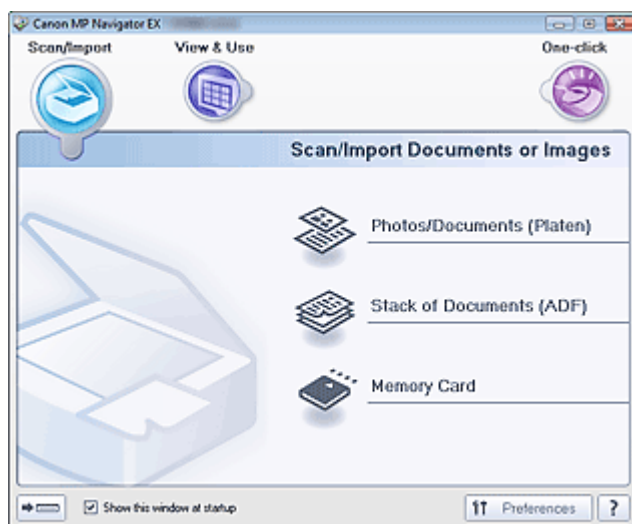 Canon MP Navigator EX
Scan/Import
View & Use
One-click
Scan/Import Documents or Images
Photos/Documents (Platen)
Stack of Documents (ADF)
Memory Card
Show this window at startup
Preferences
?